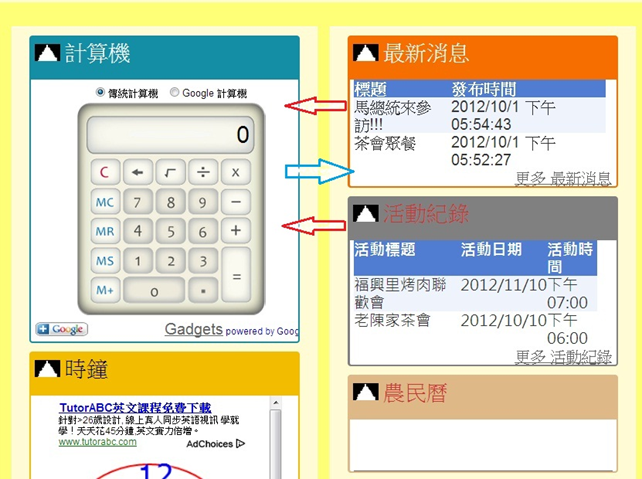 計算機
傳統計算機 Google 計算機
0
C ← √ ÷ x
MC 7 8 9 −
MR 4 5 6 +
MS 1 2 3 =
M+ 0 .
Google
Gadgets powered by Goog
時鐘
TutorABC英文課程免費下載
針對>26歲設計,線上真人同步英語視訊 學就
學！天天花45分鐘,英文實力倍增。
www.tutorabc.com
AdChoices
12
最新消息
標題 發布時間
馬總統來參訪!!! 2012/10/1 下午 05:54:43
茶會聚餐 2012/10/1 下午 05:52:27
更多 最新消息
活動紀錄
活動標題 活動日期 活動時間
福興里烤肉聯歡會 2012/11/10 下午 07:00
老陳家茶會 2012/10/10 下午 06:00
更多 活動紀錄
農民曆